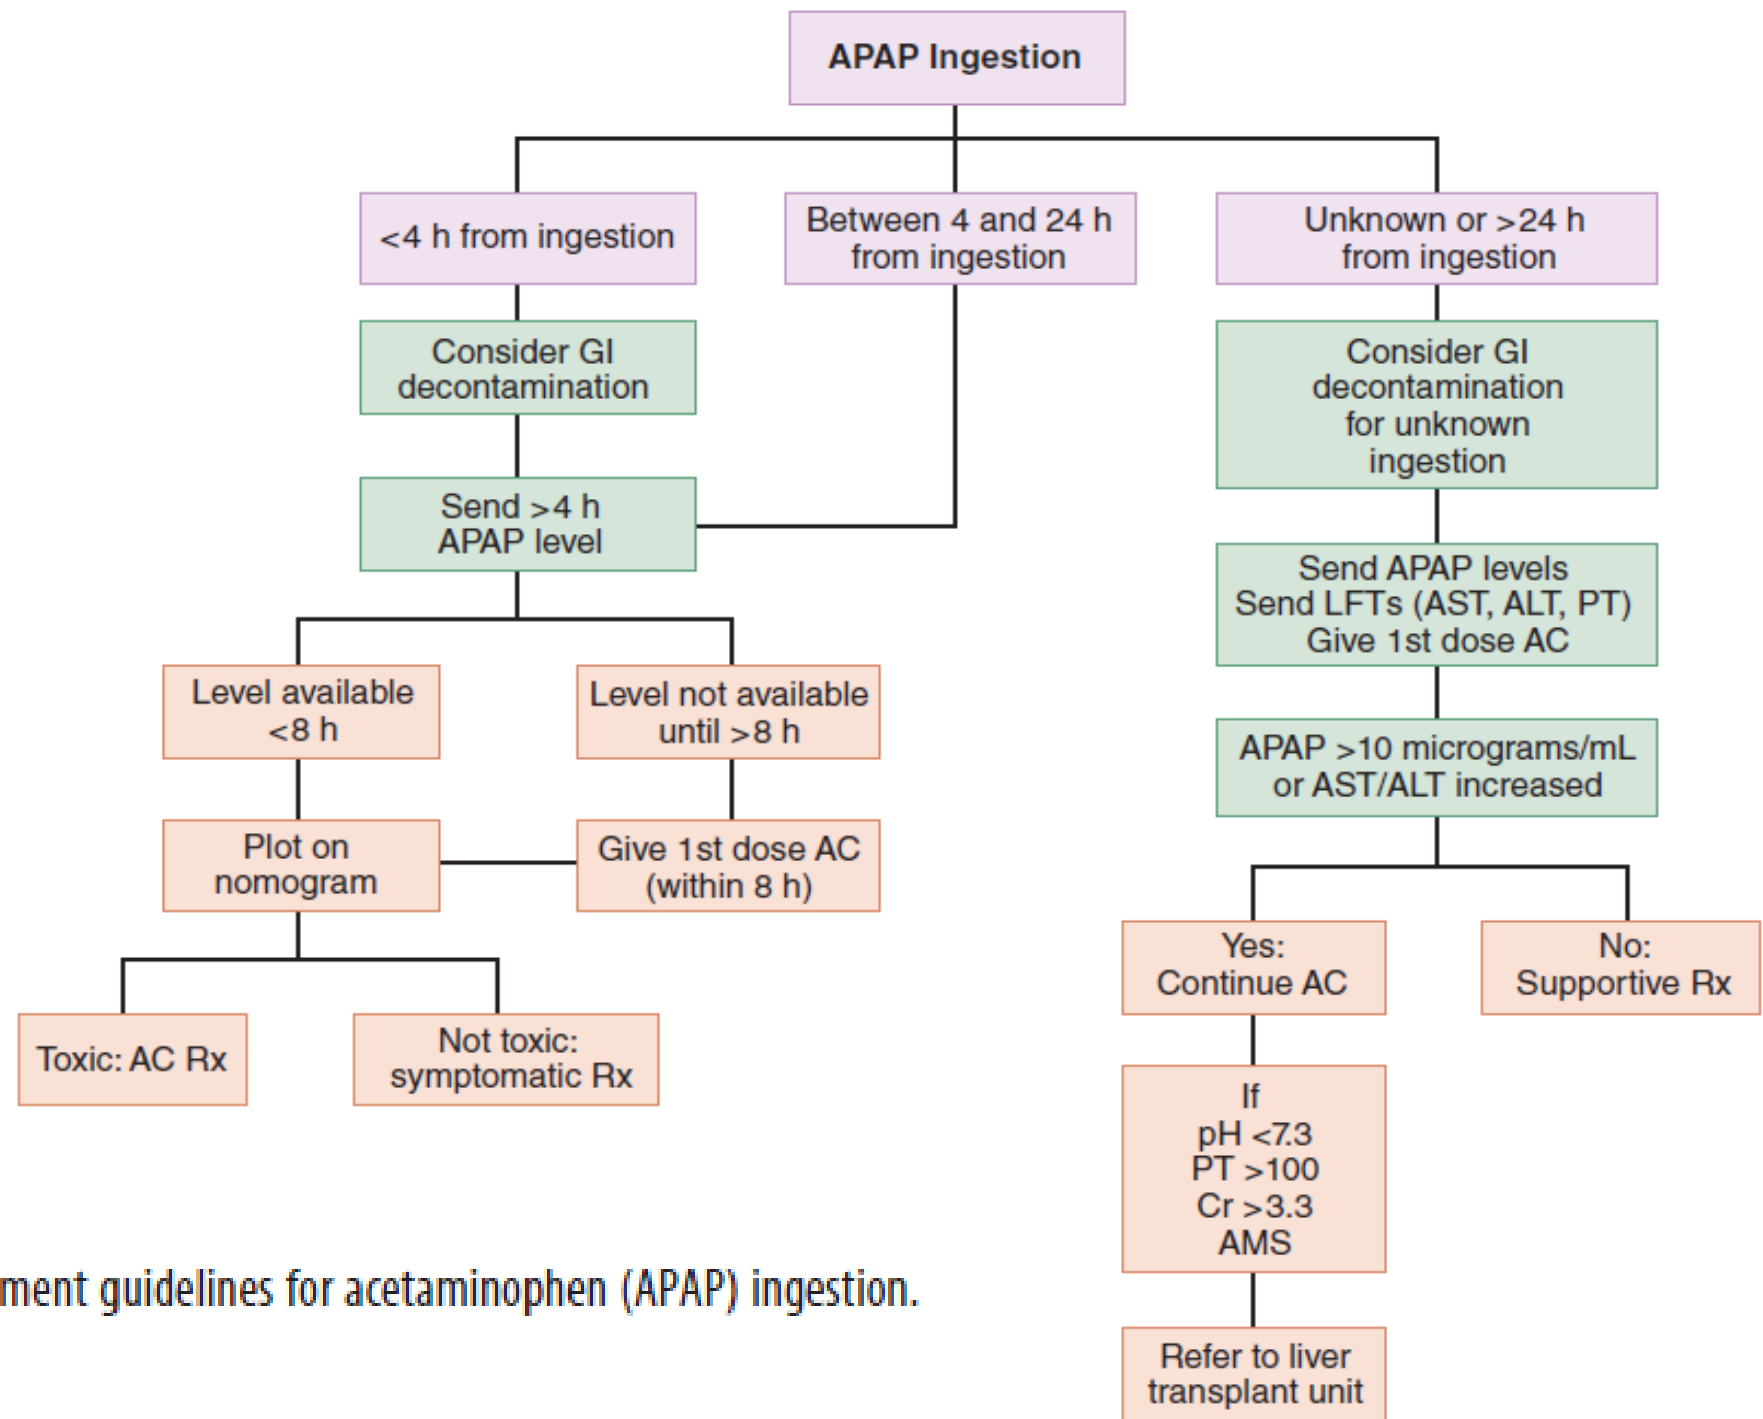 APAP Ingestion
<4 h from ingestion
Between 4 and 24 h
from ingestion
Unknown or >24 h
from ingestion
Consider GI
decontamination
Consider GI
decontamination
for unknown
ingestion
Send >4 h
APAP level
Send APAP levels
Send LFTs (AST, ALT, PT)
Give 1st dose AC
Level available
<8 h
Level not available
until >8 h
APAP >10 micrograms/mL
or AST/ALT increased
Plot on
nomogram
Give 1st dose AC
(within 8 h)
Yes:
Continue AC
No:
Supportive Rx
Toxic: AC Rx
Not toxic:
symptomatic Rx
If
pH <7.3
PT >100
Cr >3.3
AMS
ment guidelines for acetaminophen (APAP) ingestion.
Refer to liver
transplant unit